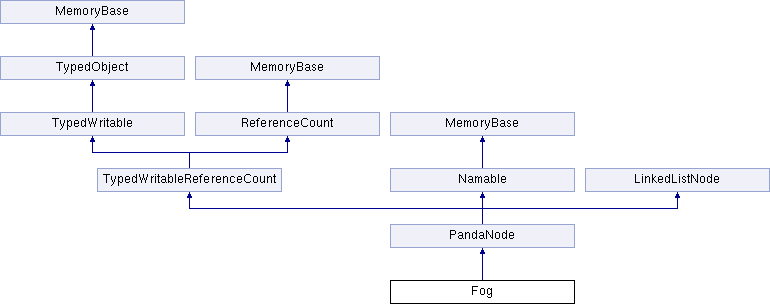 MemoryBase
TypedObject
MemoryBase
TypedWritable
ReferenceCount
MemoryBase
TypedWritableReferenceCount
Namable
LinkedListNode
PandaNode
Fog